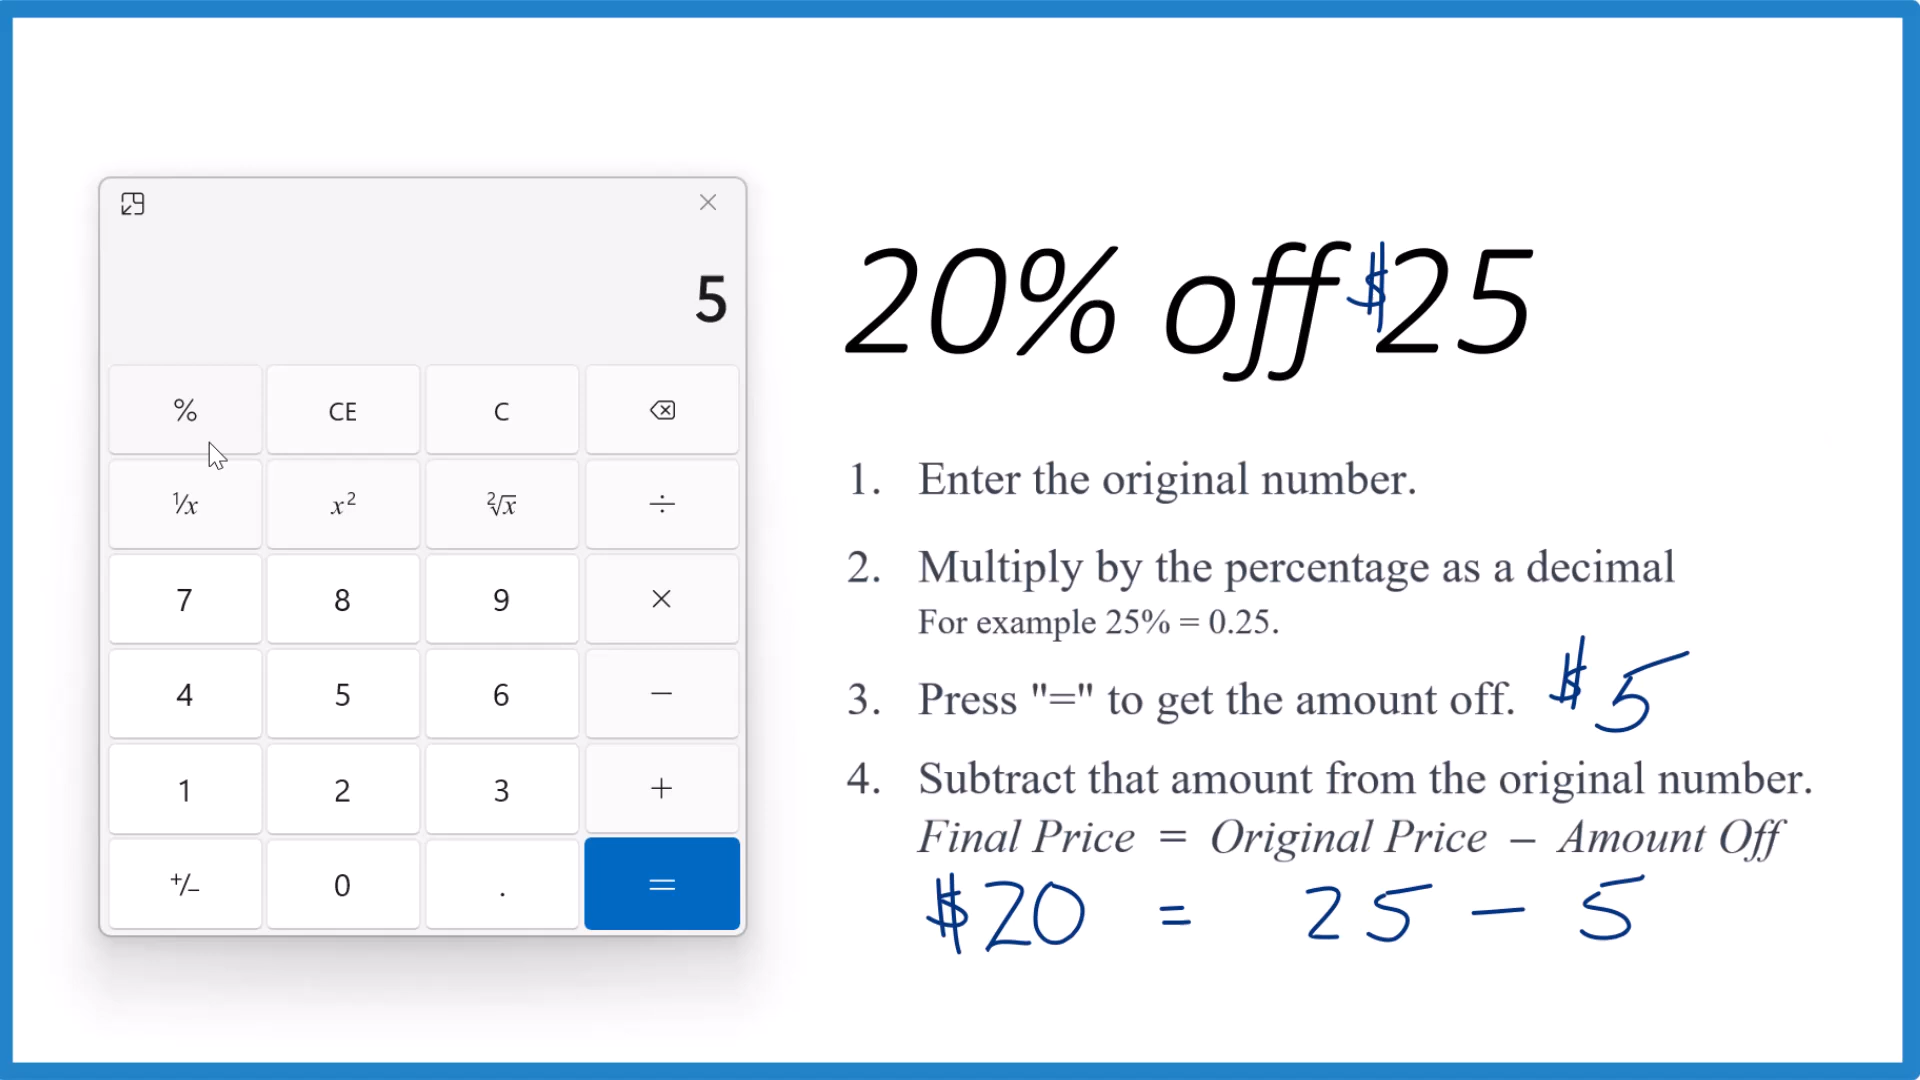 5
% CE C
¹/x x² ²√x ÷
7 8 9 ×
4 5 6 −
1 2 3 +
+/− 0 . =
20% off $25
1. Enter the original number.
2. Multiply by the percentage as a decimal
For example 25% = 0.25.
3. Press "=" to get the amount off. $5
4. Subtract that amount from the original number.
Final Price = Original Price – Amount Off
$20 = 25 – 5